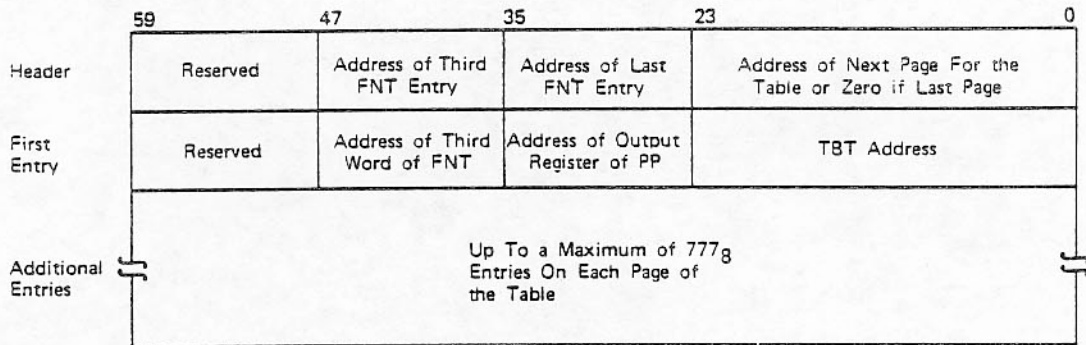 59 47 35 23 0
Header
Reserved
Address of Third
FNT Entry
Address of Last
FNT Entry
Address of Next Page For the
Table or Zero if Last Page
First
Entry
Reserved
Address of Third
Word of FNT
Address of Output
Register of PP
TBT Address
Additional
Entries
Up To a Maximum of 777₈
Entries On Each Page of
the Table